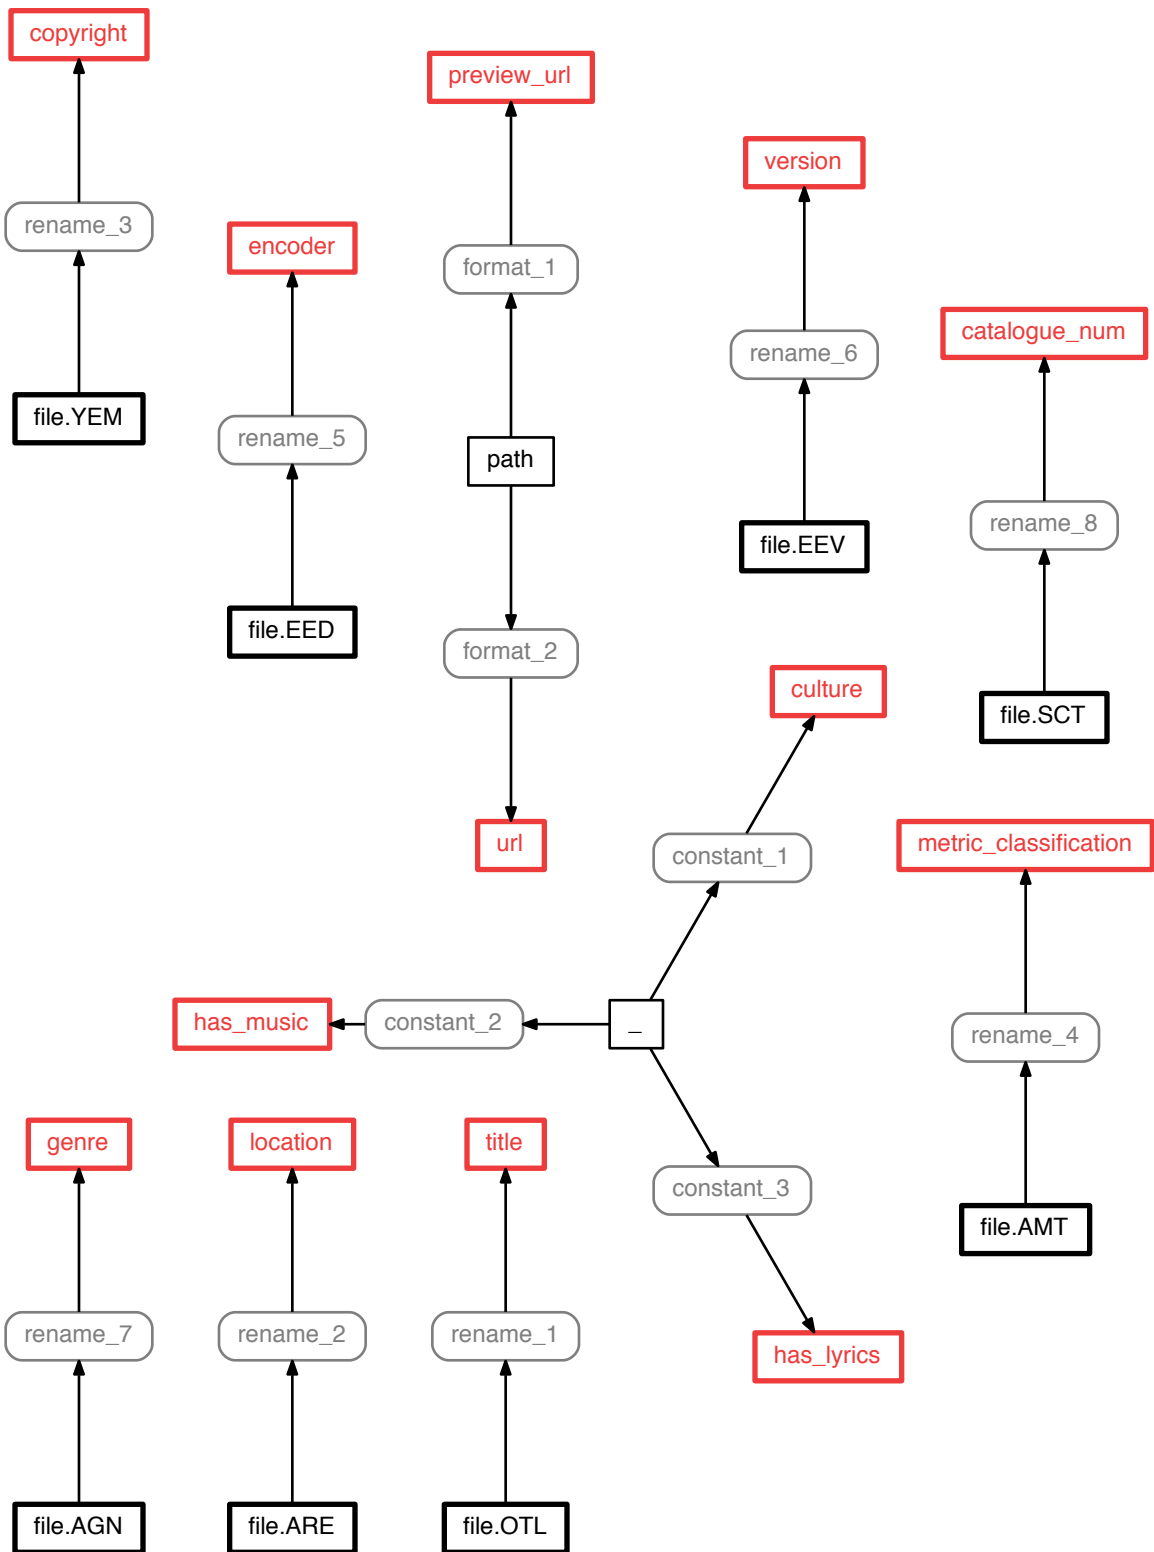 copyright
preview_url
version
rename_3
encoder
format_1
catalogue_num
rename_6
file.YEM
rename_5
path
rename_8
file.EEV
file.EED
format_2
culture
file.SCT
url
constant_1
metric_classification
has_music
constant_2
_
rename_4
genre
location
title
constant_3
file.AMT
rename_7
rename_2
rename_1
has_lyrics
file.AGN
file.ARE
file.OTL